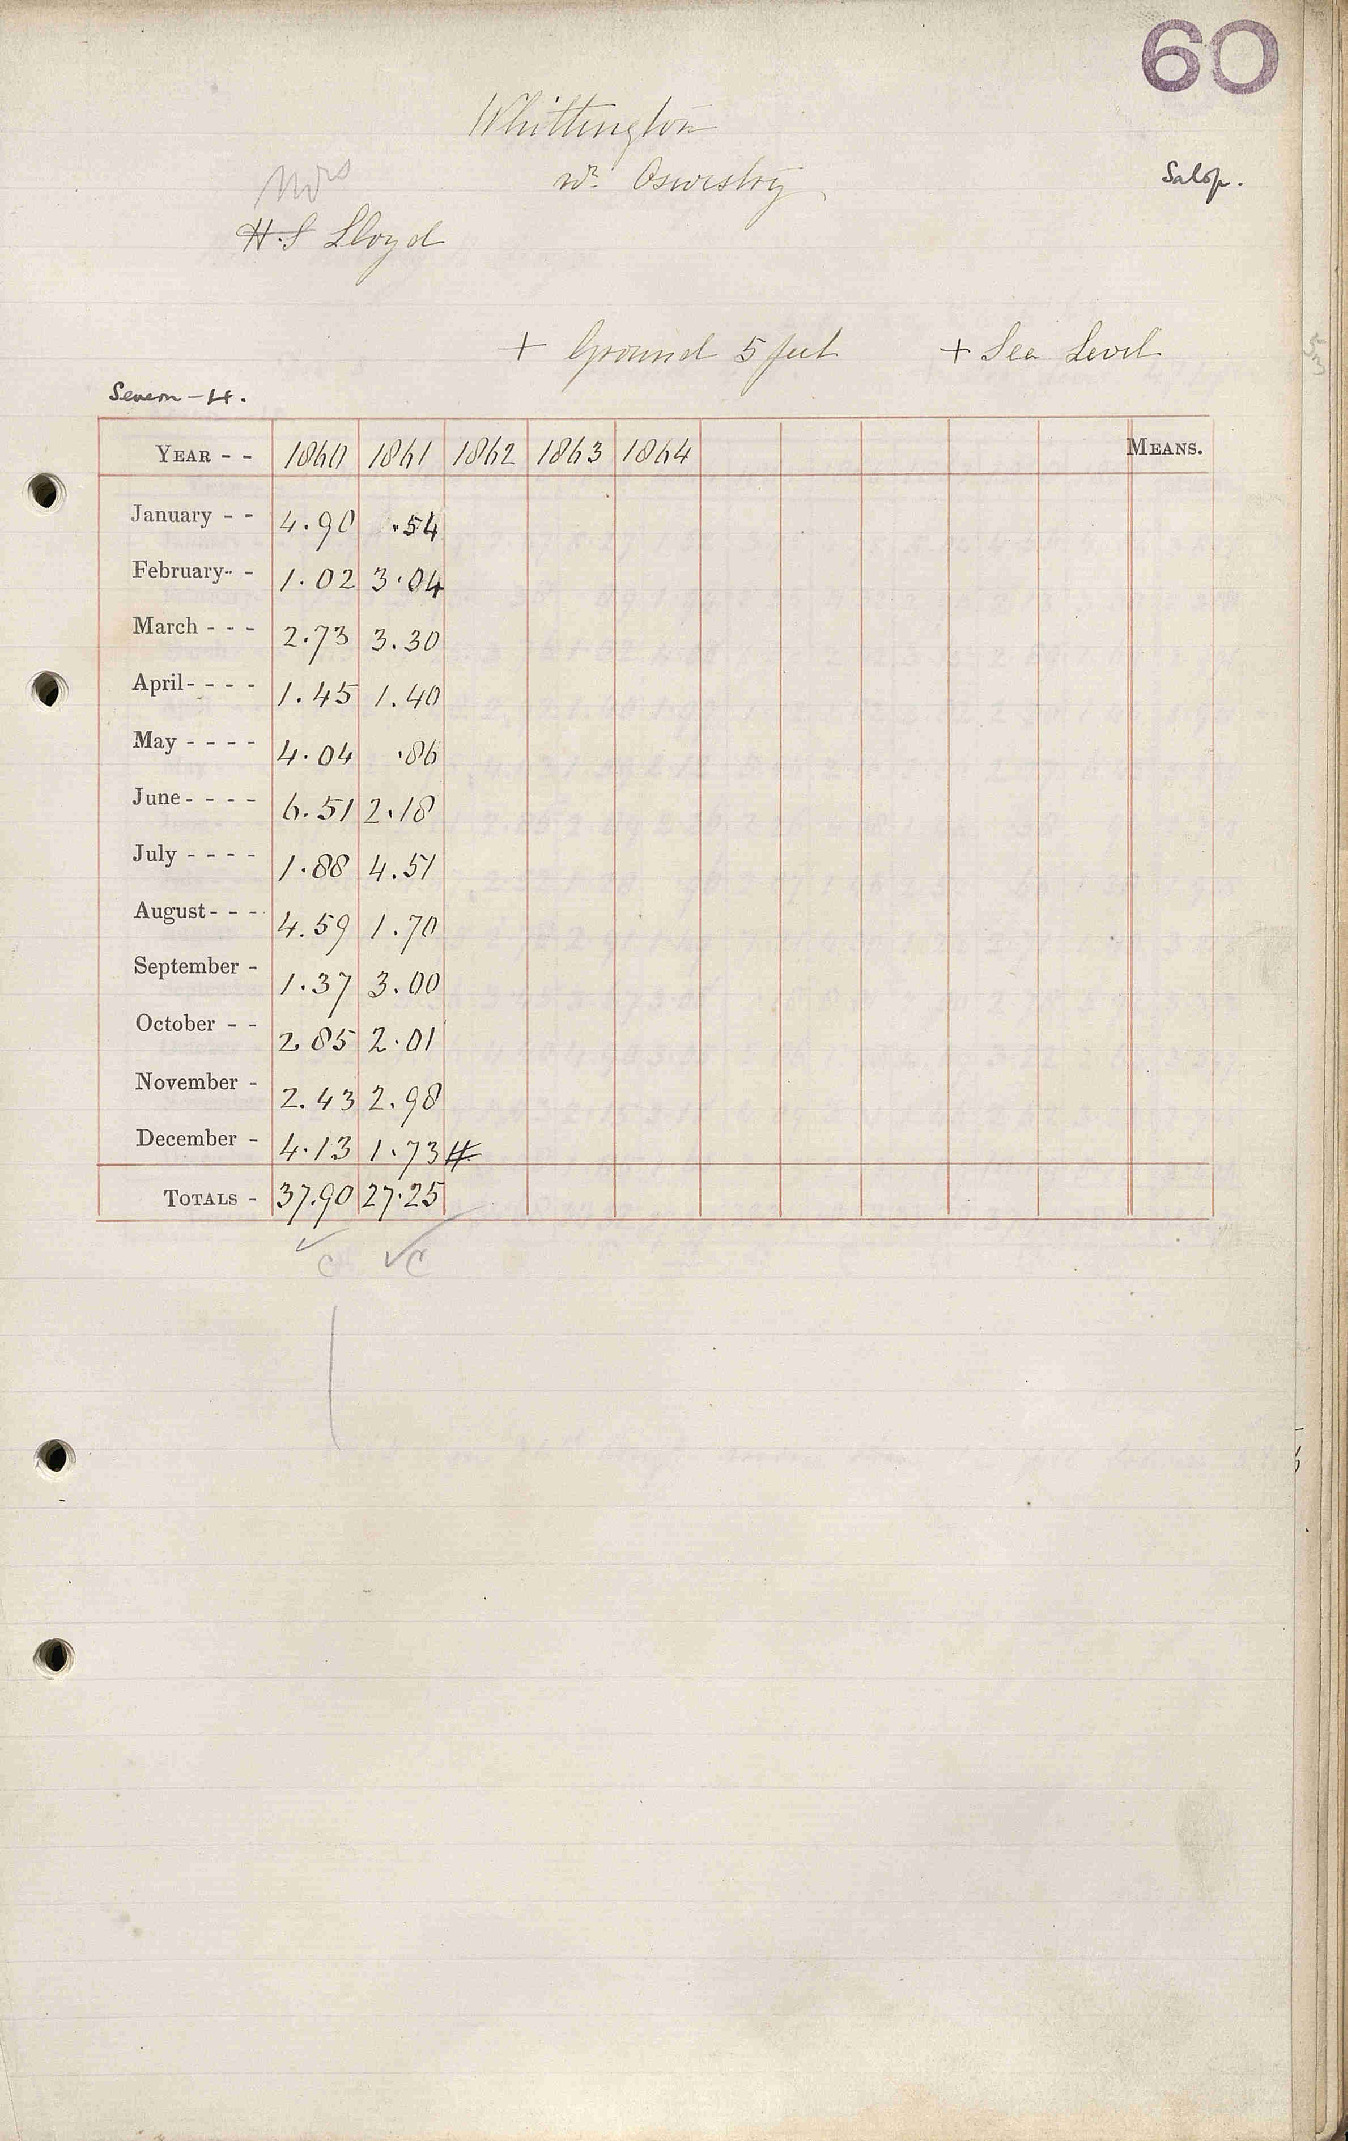 60
Whittington
nr. Oswestry
Salop.
Mrs
H.S Lloyd
+ Ground 5 feet + Sea Level
Severn - L4.
YEAR - - 1860 1861 1862 1863 1864 MEANS.
January - - 4.90 .54
February - - 1.02 3.04
March - - - 2.73 3.30
April - - - - 1.45 1.40
May - - - - 4.04 .86
June - - - - 6.51 2.18
July - - - - 1.88 4.51
August - - - 4.59 1.70
September - 1.37 3.00
October - - 2.85 2.01
November - 2.43 2.98
December - 4.13 1.73 #
TOTALS - 37.90 27.25
✓ c ✓ c